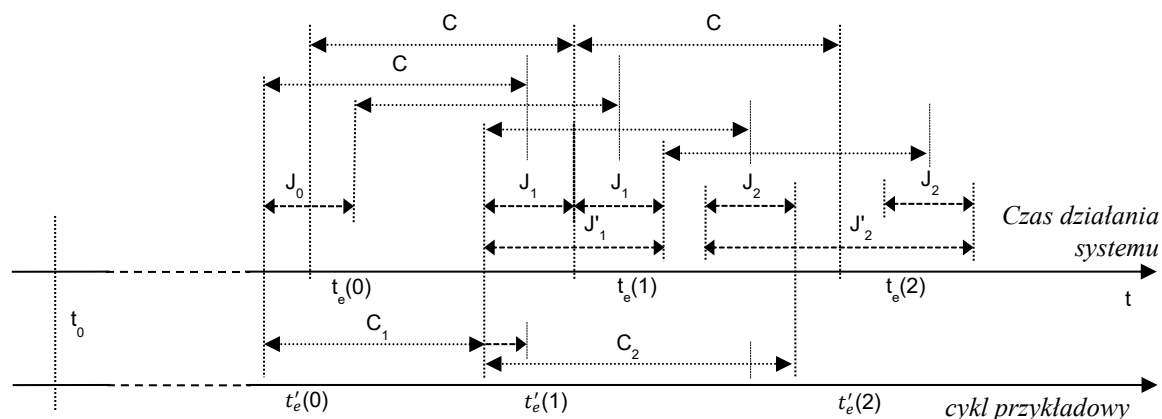 C C
C
J₀ J₁ J₁ J₂ J₂
J'₁ J'₂ Czas działania
systemu
tₑ(0) tₑ(1) tₑ(2) t
t₀
C₁ C₂
t'ₑ(0) t'ₑ(1) t'ₑ(2) cykl przykładowy